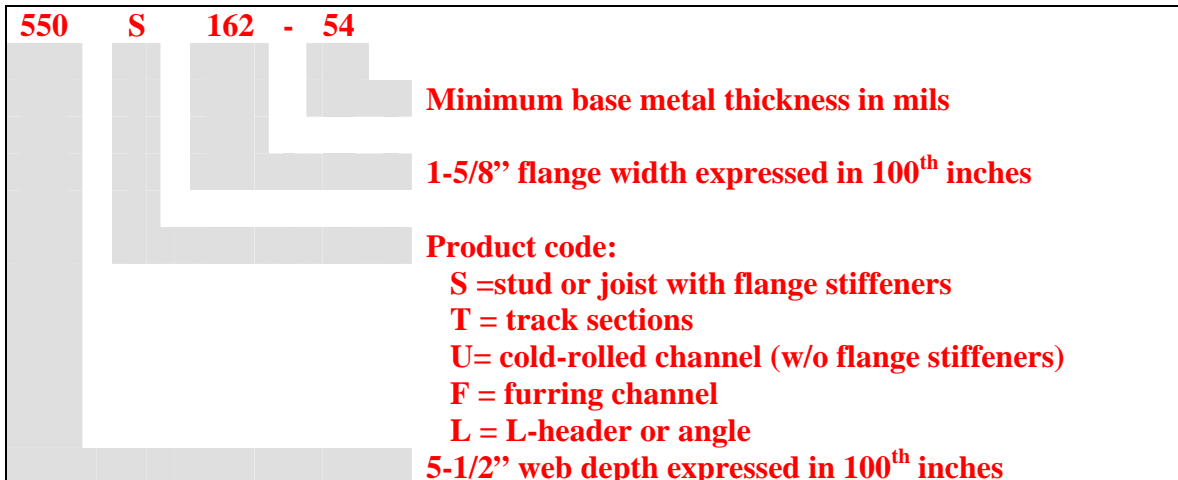 550 S 162 - 54
Minimum base metal thickness in mils
1-5/8” flange width expressed in 100th inches
Product code:
S =stud or joist with flange stiffeners
T = track sections
U= cold-rolled channel (w/o flange stiffeners)
F = furring channel
L = L-header or angle
5-1/2” web depth expressed in 100th inches